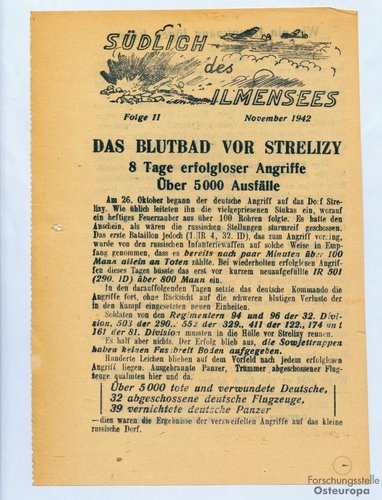 SÜDLICH
des
ILMENSEES
Folge 11 November 1942
DAS BLUTBAD VOR STRELIZY
8 Tage erfolgloser Angriffe
Über 5000 Ausfälle
Am 26. Oktober begann der deutsche Angriff auf das Dorf Stre-
lizy. Wie üblich leiteten ihn die vielgepriesenen Stukas ein, worauf
ein heftiges Feuerzauber aus über 100 Rohren folgte. Es hatte den
Anschein, als wären die russischen Stellungen sturmreif geschossen.
Das erste Bataillon jedoch (1./IR 4, 32. ID), das zum Angriff vorging,
wurde von den russischen Infanteriewaffen auf solche Weise in Emp-
fang genommen, dass es bereits nach paar Minuten über 100
Mann allein an Toten zählte. Bei wiederholten erfolglosen Angrif-
fen dieses Tages büsste das erst vor kurzem neuaufgefüllte IR 501
(290. ID) über 800 Mann ein.
In den darauffolgenden Tagen setzte das deutsche Kommando die
Angriffe fort, ohne Rücksicht auf die schweren blutigen Verluste der
in den Kampf eingesetzten neuen Einheiten.
Soldaten von den Regimentern 94 und 96 der 32. Divi-
sion, 503 der 290., 552 der 329., 411 der 122., 174 und
161 der 81. Division mussten in die Hölle vor Strelizy rennen.
Es half aber nichts. Der Erfolg blieb aus, die Sowjettruppen
haben keinen Fussbreit Boden aufgegeben.
Hunderte Leichen blieben auf dem Vorfeld nach jedem erfolglosen
Angriff liegen. Ausgebrannte Panzer, Trümmer abgeschossener Flug-
zeuge qualmten hier und da.
Über 5000 tote und verwundete Deutsche,
32 abgeschossene deutsche Flugzeuge,
39 vernichtete deutsche Panzer
— dies waren die Ergebnisse der verzweifelten Angriffe auf das kleine
russische Dorf.
Forschungsstelle
Osteuropa